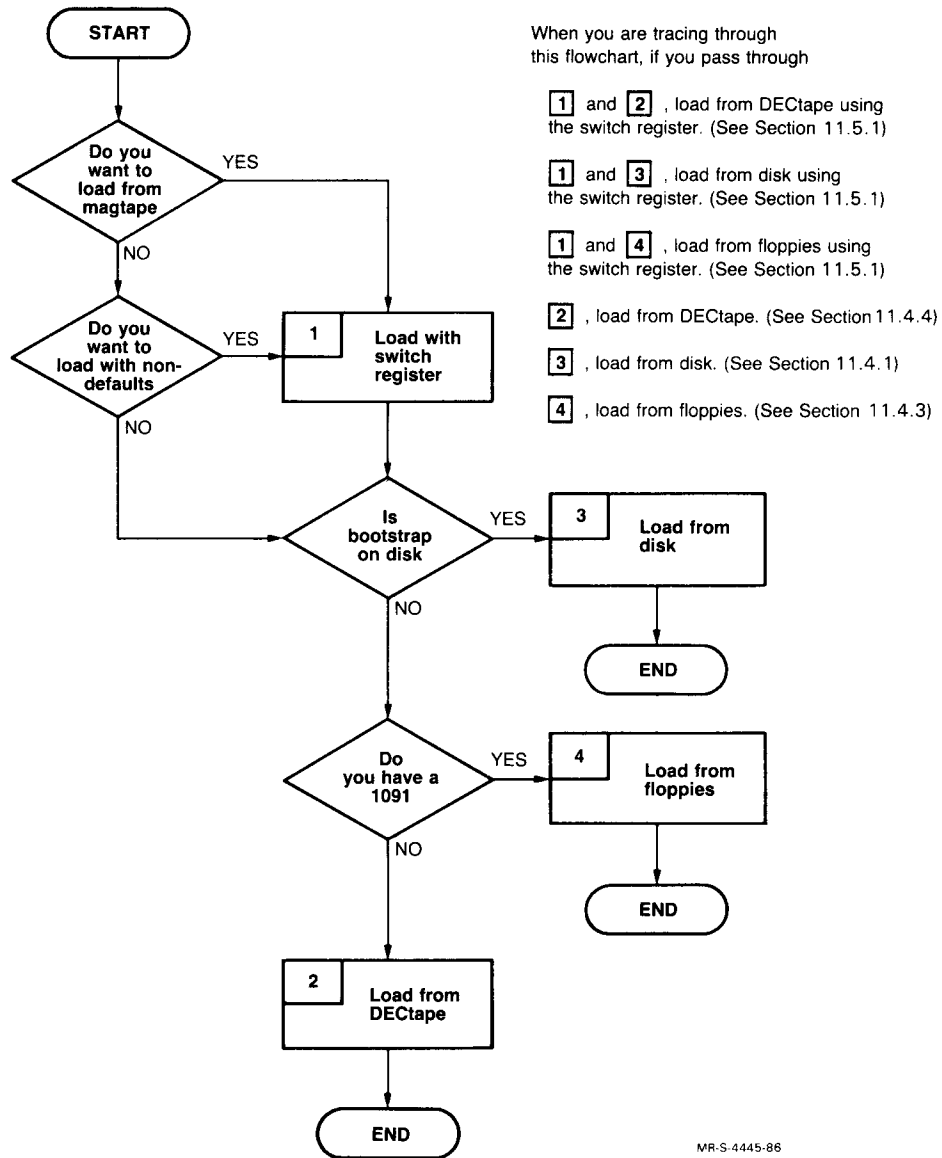 START
When you are tracing through
this flowchart, if you pass through
1 and 2 , load from DECtape using
the switch register. (See Section 11.5.1)
1 and 3 , load from disk using
the switch register. (See Section 11.5.1)
1 and 4 , load from floppies using
the switch register. (See Section 11.5.1)
2 , load from DECtape. (See Section 11.4.4)
3 , load from disk. (See Section 11.4.1)
4 , load from floppies. (See Section 11.4.3)
Do you
want to
load from
magtape
YES
NO
Do you
want to
load with non-
defaults
YES
NO
1
Load with
switch
register
Is
bootstrap
on disk
YES
NO
3
Load from
disk
END
Do
you have a
1091
YES
NO
4
Load from
floppies
END
2
Load from
DECtape
END
MR-S-4445-86